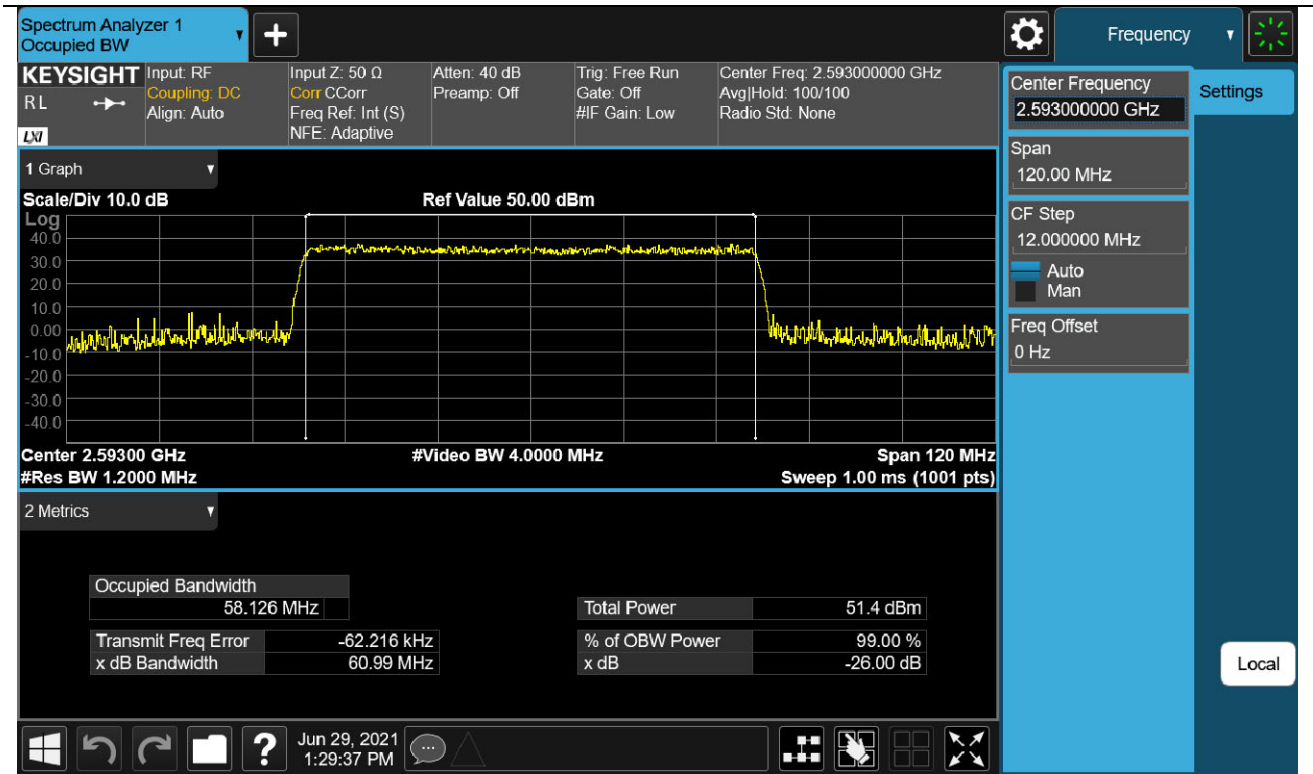 Spectrum Analyzer 1
Occupied BW
+
Frequency
KEYSIGHT
RL
LXI
Input: RF
Coupling: DC
Align: Auto
Input Z: 50 Ω
Corr CCorr
Freq Ref: Int (S)
NFE: Adaptive
Atten: 40 dB
Preamp: Off
Trig: Free Run
Gate: Off
#IF Gain: Low
Center Freq: 2.593000000 GHz
Avg|Hold: 100/100
Radio Std: None
Center Frequency
2.593000000 GHz
Settings
Span
120.00 MHz
CF Step
12.000000 MHz
Auto
Man
Freq Offset
0 Hz
Local
1 Graph
Scale/Div 10.0 dB
Ref Value 50.00 dBm
Log
40.0
30.0
20.0
10.0
0.00
-10.0
-20.0
-30.0
-40.0
Center 2.59300 GHz
#Video BW 4.0000 MHz
Span 120 MHz
#Res BW 1.2000 MHz
Sweep 1.00 ms (1001 pts)
2 Metrics
Occupied Bandwidth
58.126 MHz
Total Power 51.4 dBm
Transmit Freq Error -62.216 kHz
% of OBW Power 99.00 %
x dB Bandwidth 60.99 MHz
x dB -26.00 dB
?
Jun 29, 2021
1:29:37 PM